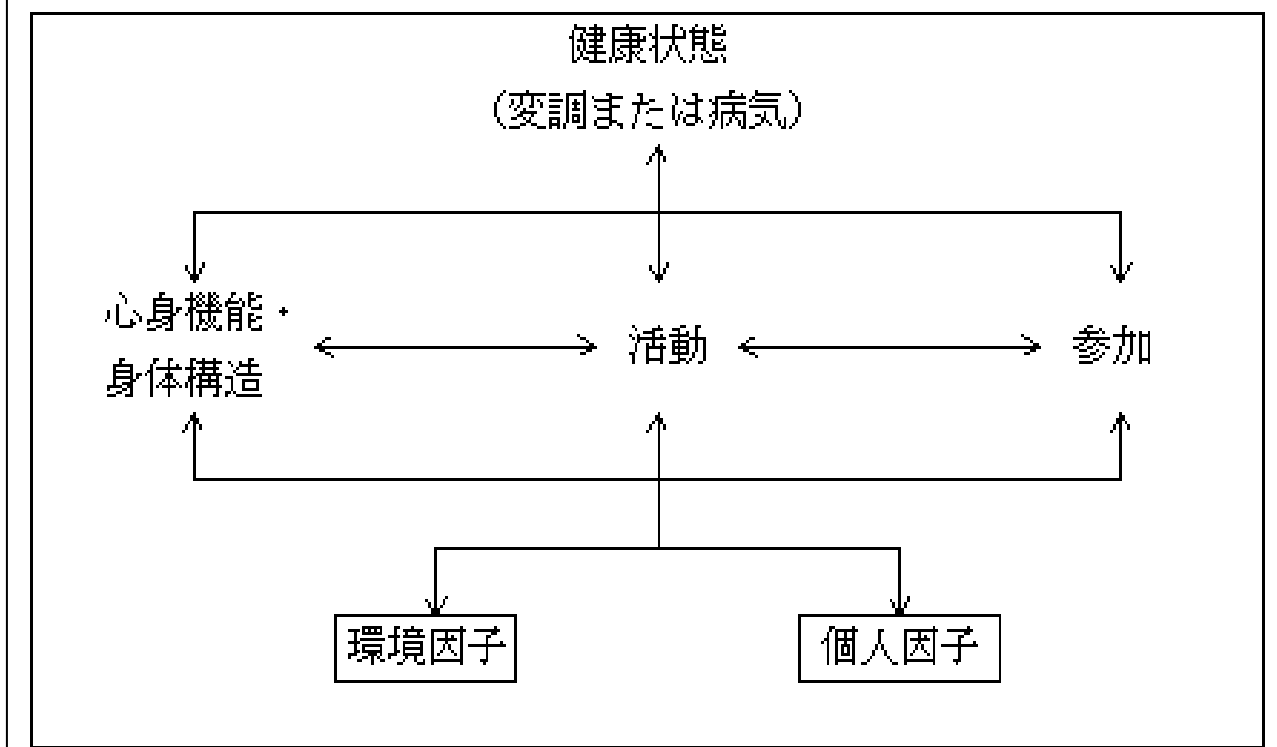 健康状態
(変調または病気)
心身機能・
身体構造
活動
参加
環境因子
個人因子